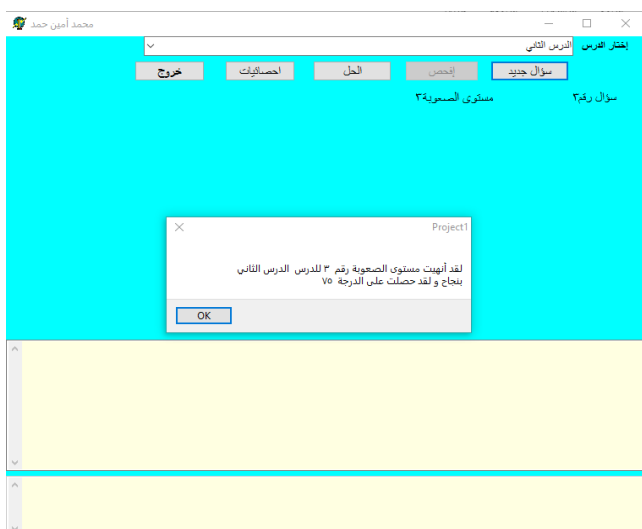 محمد أمين حمد
إختار الدرس الدرس الثاني
سؤال جديد إفحص الحل احصائيات خروج
سؤال رقم٣ مستوى الصعوبة٣
Project1
لقد أنهيت مستوى الصعوبة رقم ٣ للدرس الدرس الثاني
بنجاح و لقد حصلت على الدرجة ٧٥
OK